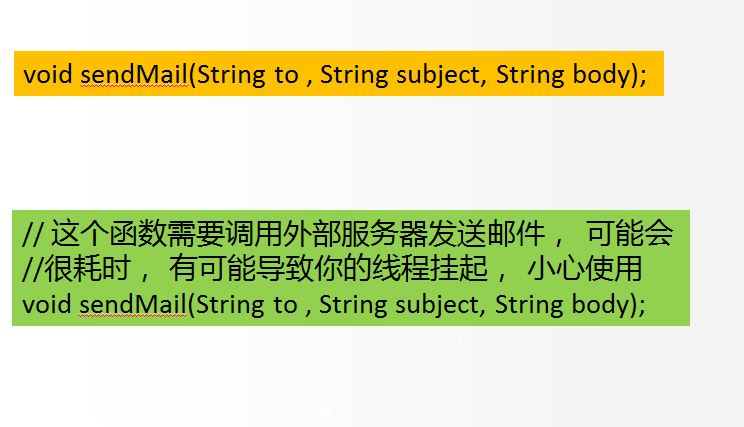 void sendMail(String to , String subject, String body);
// 这个函数需要调用外部服务器发送邮件， 可能会
//很耗时， 有可能导致你的线程挂起， 小心使用
void sendMail(String to , String subject, String body);